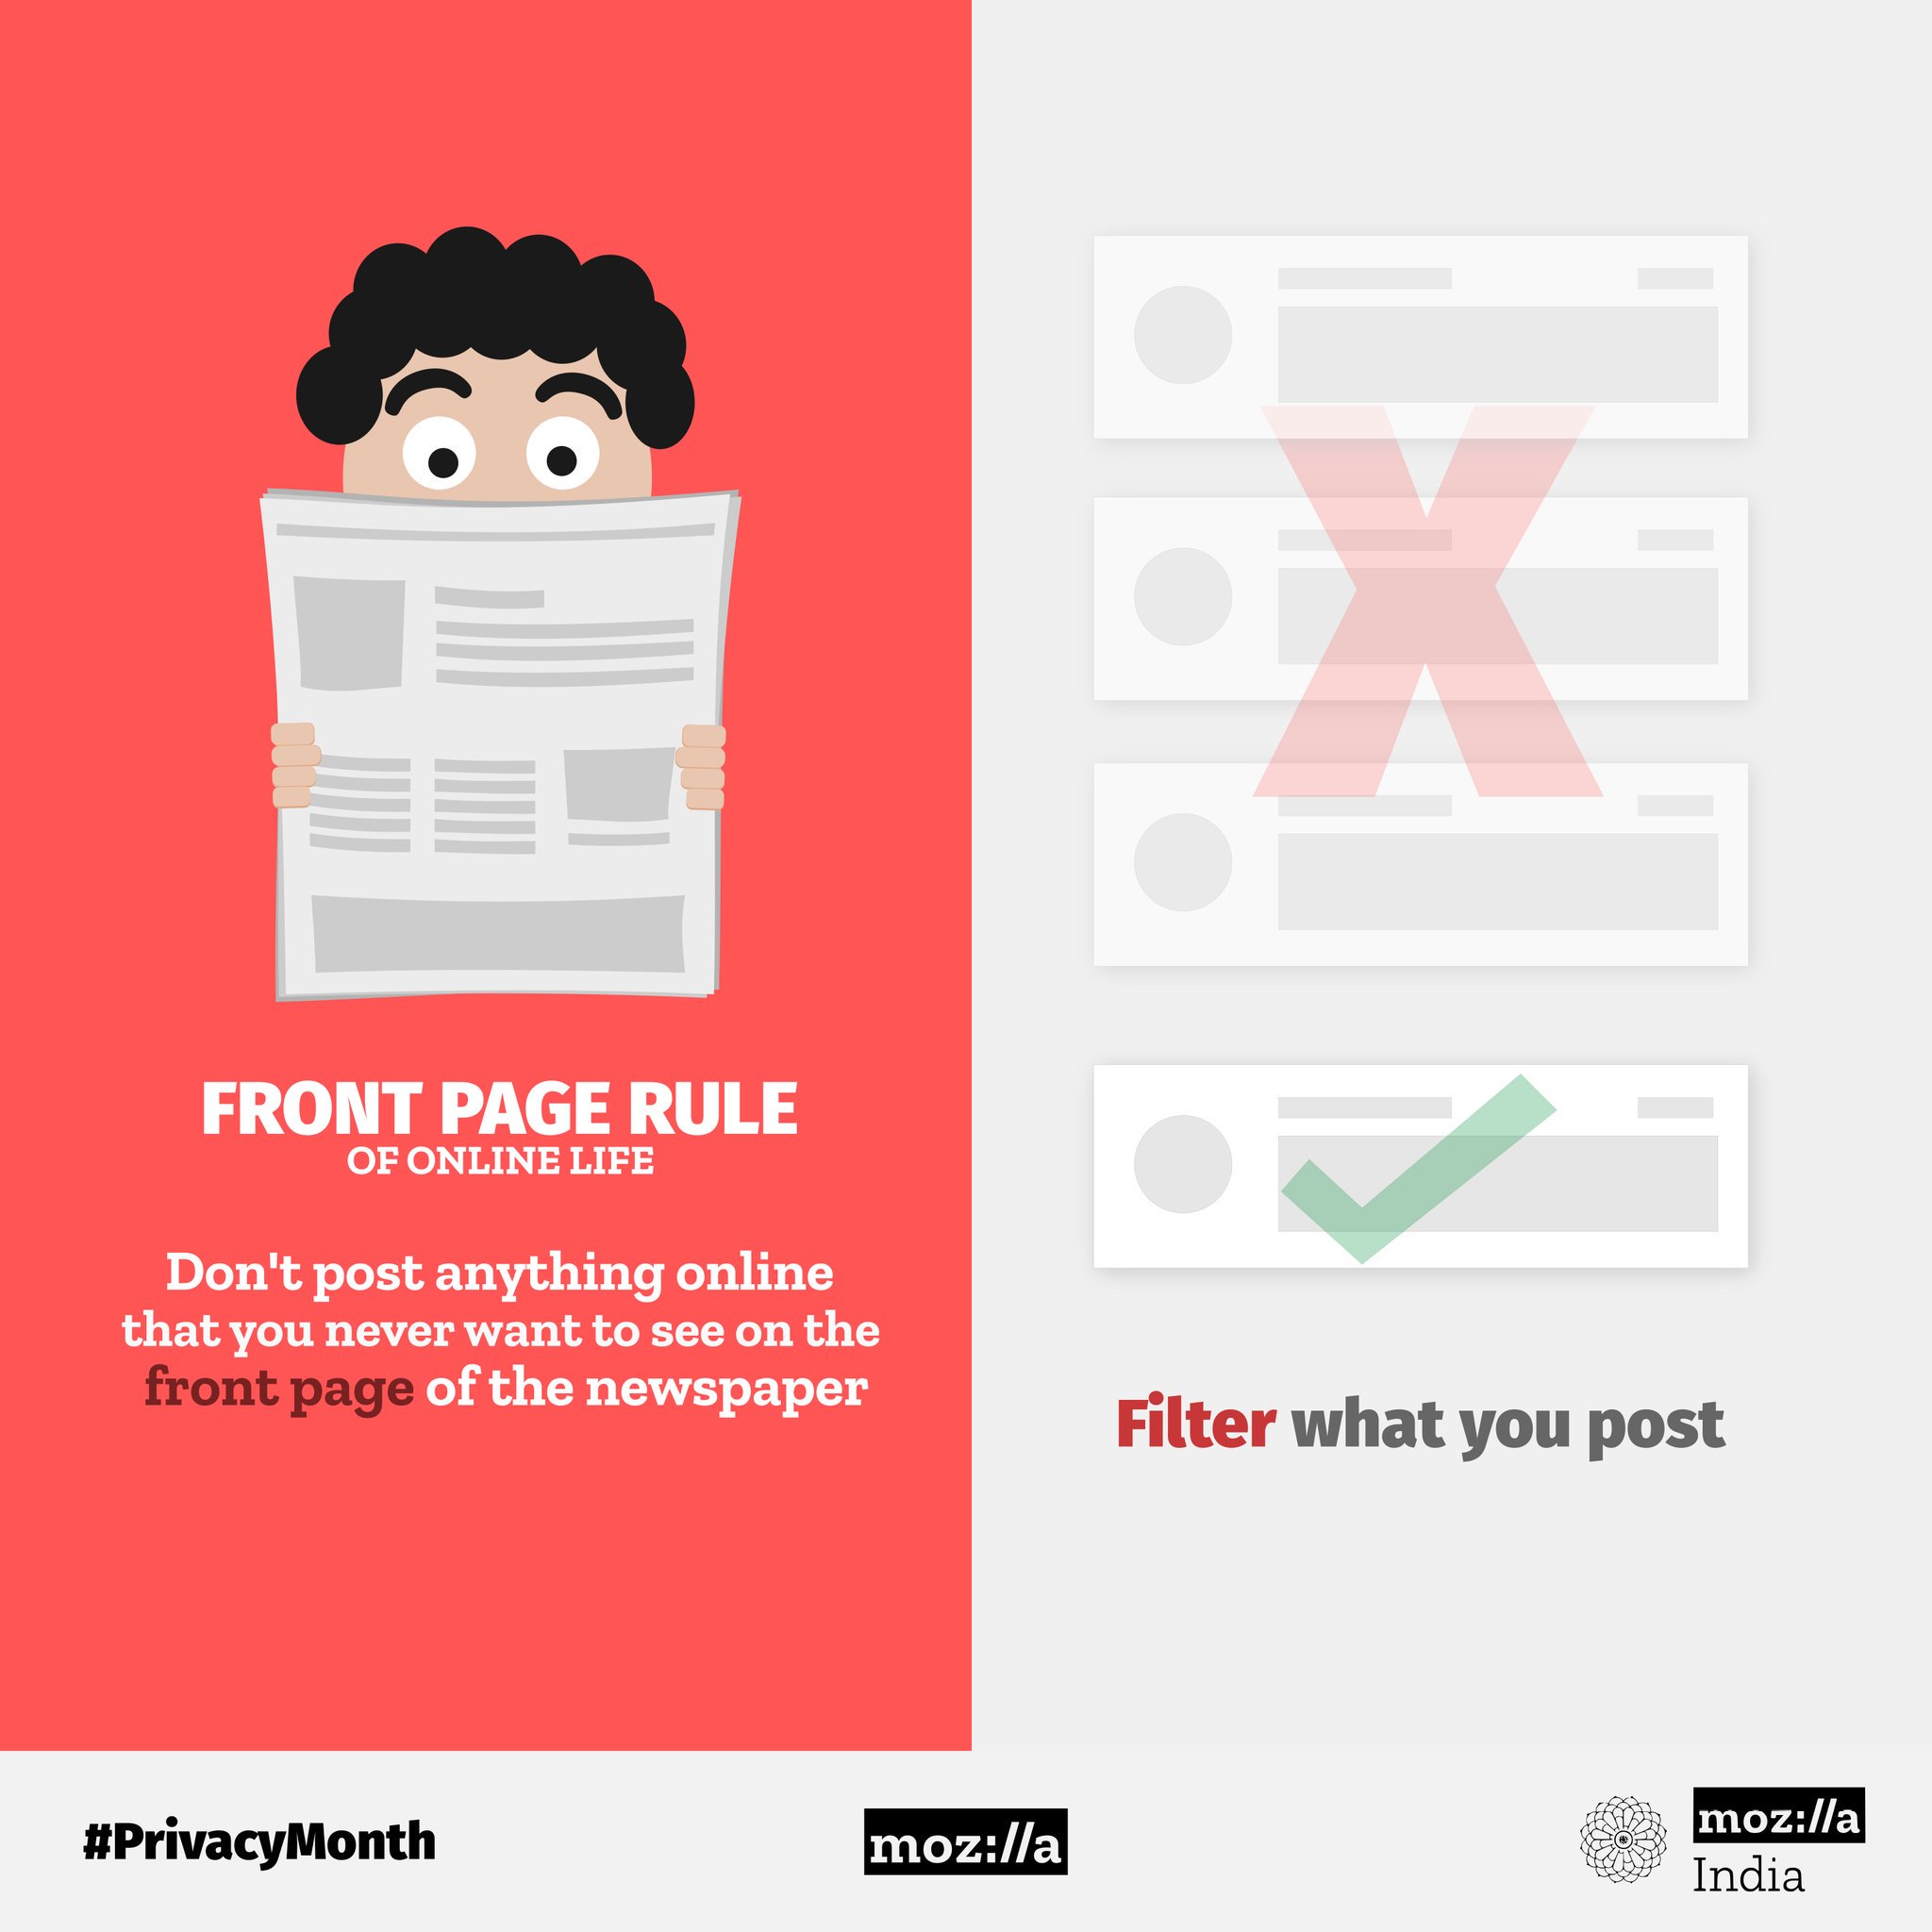 FRONT PAGE RULE
OF ONLINE LIFE
Don't post anything online
that you never want to see on the
front page of the newspaper
Filter what you post
#PrivacyMonth
moz://a
moz://a
India